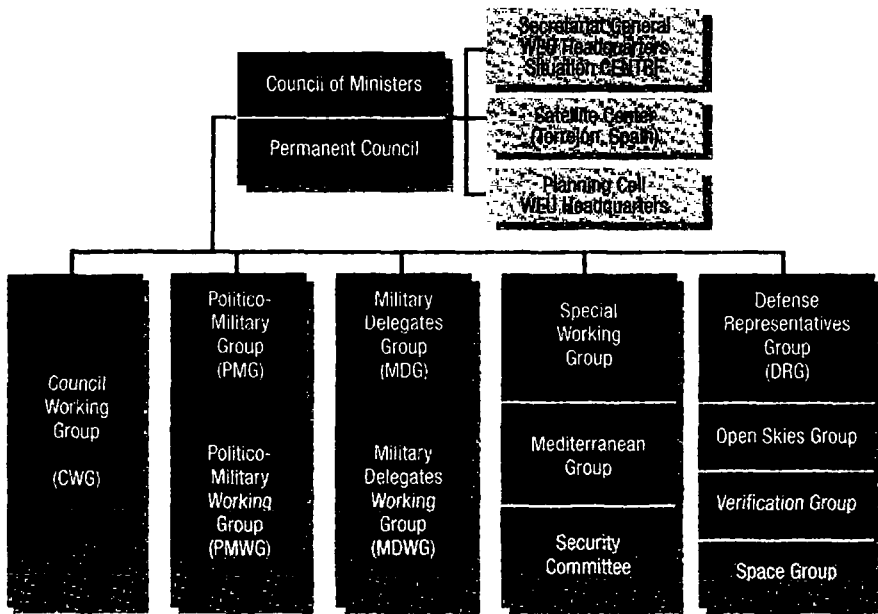 Council of Ministers
Permanent Council
Secretariat General
WEU Headquarters
Situation CENTRE
Satellite Center
(Torrejón, Spain)
Planning Cell
WEU Headquarters
Council
Working
Group
(CWG)
Politico-
Military
Group
(PMG)
Politico-
Military
Working
Group
(PMWG)
Military
Delegates
Group
(MDG)
Military
Delegates
Working
Group
(MDWG)
Special
Working
Group
Mediterranean
Group
Security
Committee
Defense
Representatives
Group
(DRG)
Open Skies Group
Verification Group
Space Group